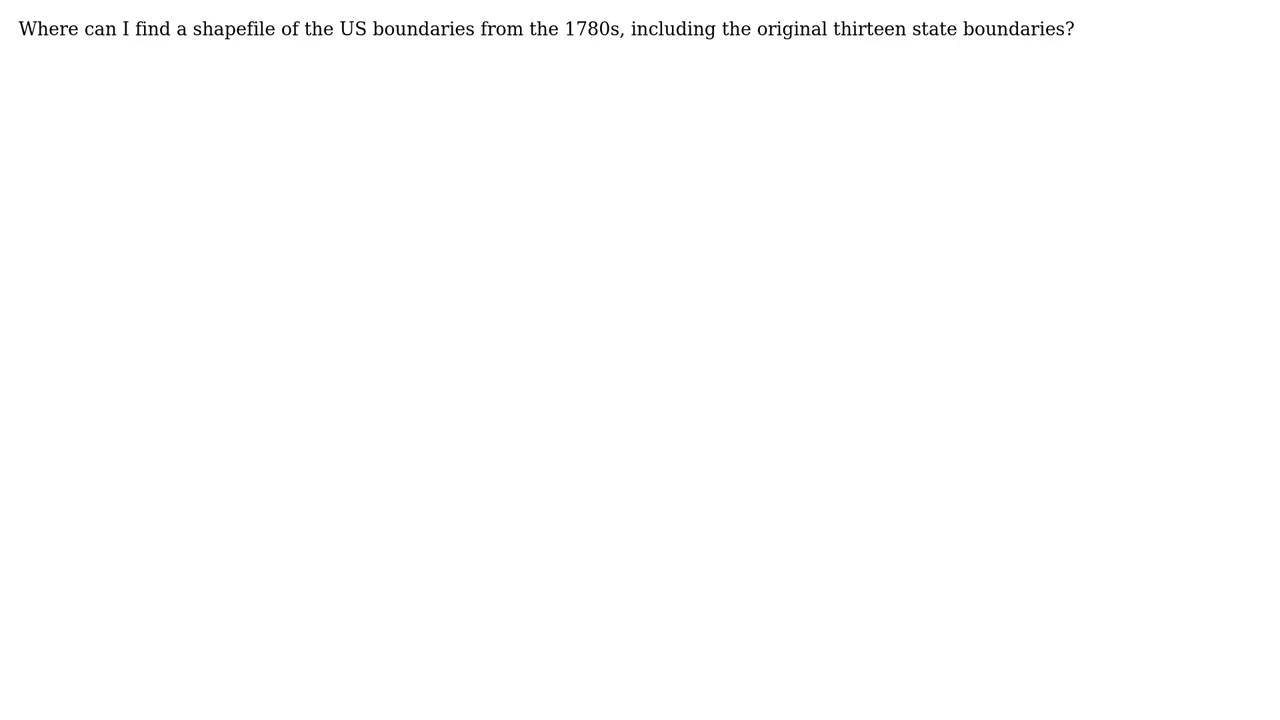 Where can I find a shapefile of the US boundaries from the 1780s, including the original thirteen state boundaries?